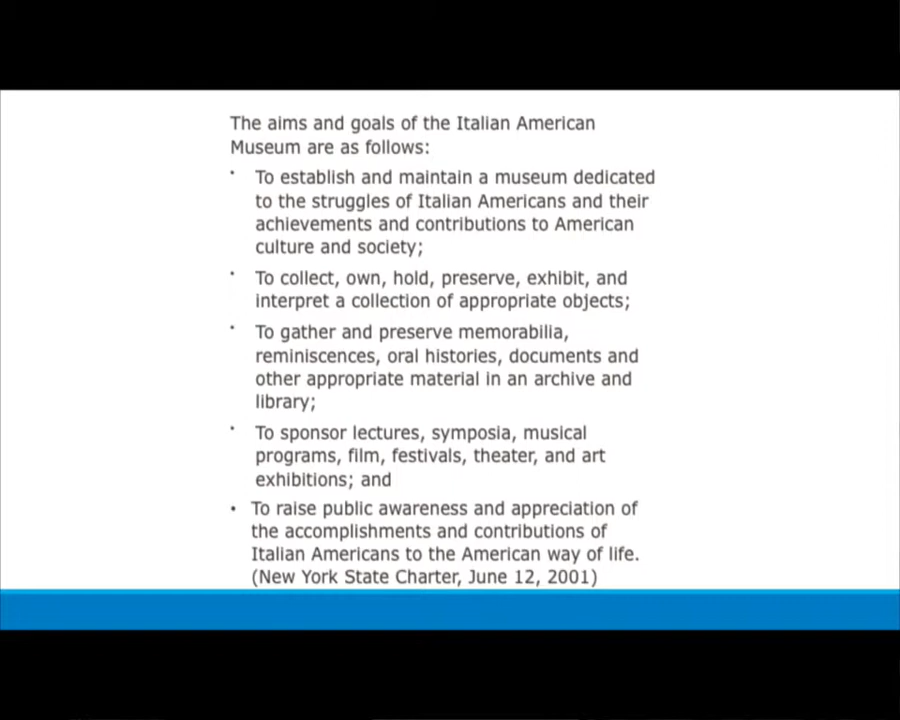 The aims and goals of the Italian American
Museum are as follows:
• To establish and maintain a museum dedicated
to the struggles of Italian Americans and their
achievements and contributions to American
culture and society;
• To collect, own, hold, preserve, exhibit, and
interpret a collection of appropriate objects;
• To gather and preserve memorabilia,
reminiscences, oral histories, documents and
other appropriate material in an archive and
library;
• To sponsor lectures, symposia, musical
programs, film, festivals, theater, and art
exhibitions; and
• To raise public awareness and appreciation of
the accomplishments and contributions of
Italian Americans to the American way of life.
(New York State Charter, June 12, 2001)